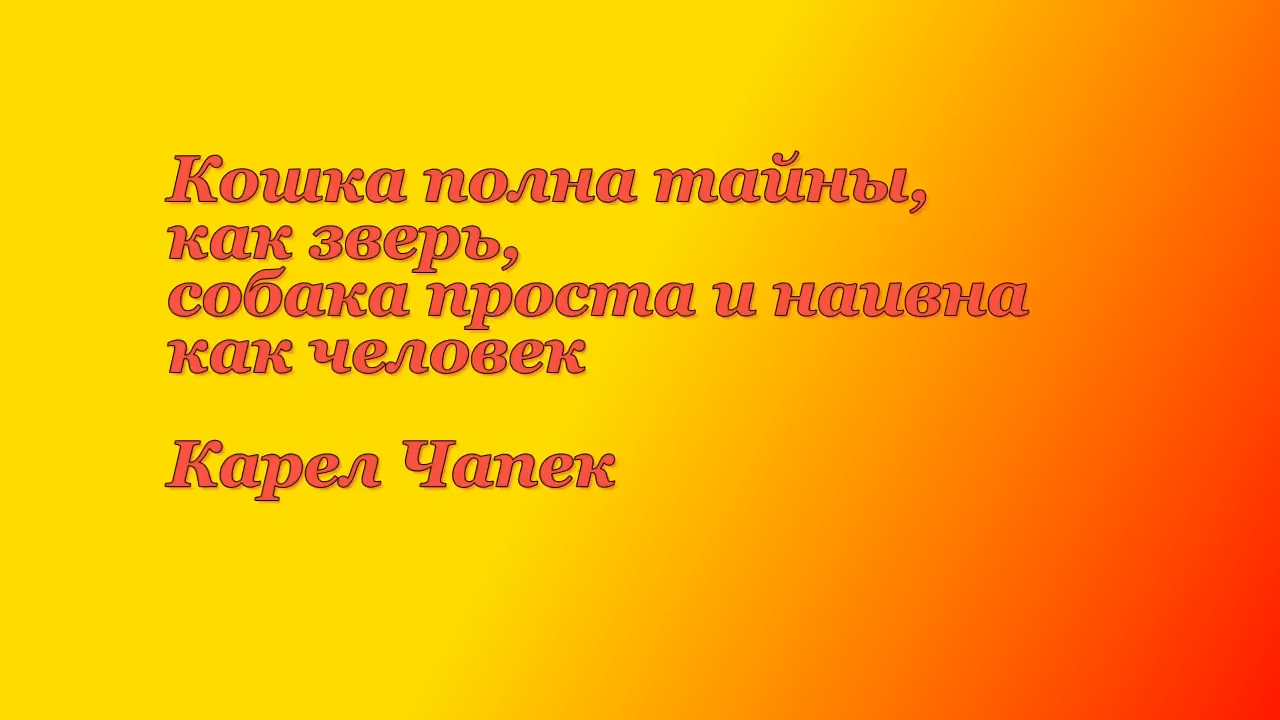 Кошка полна тайны,
как зверь,
собака проста и наивна
как человек
Карел Чапек